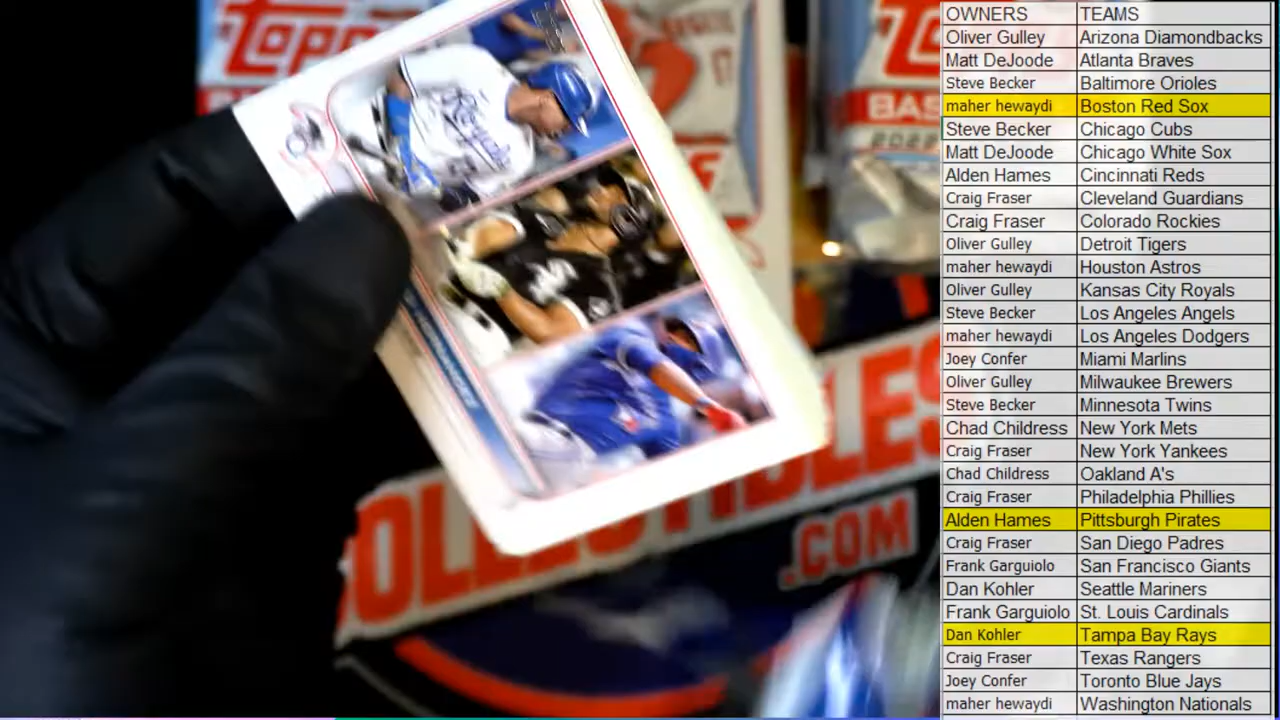 OWNERS TEAMS
Oliver Gulley Arizona Diamondbacks
Matt DeJoode Atlanta Braves
Steve Becker Baltimore Orioles
maher hewaydi Boston Red Sox
Steve Becker Chicago Cubs
Matt DeJoode Chicago White Sox
Alden Hames Cincinnati Reds
Craig Fraser Cleveland Guardians
Craig Fraser Colorado Rockies
Oliver Gulley Detroit Tigers
maher hewaydi Houston Astros
Oliver Gulley Kansas City Royals
Steve Becker Los Angeles Angels
maher hewaydi Los Angeles Dodgers
Joey Confer Miami Marlins
Oliver Gulley Milwaukee Brewers
Steve Becker Minnesota Twins
Chad Childress New York Mets
Craig Fraser New York Yankees
Chad Childress Oakland A's
Craig Fraser Philadelphia Phillies
Alden Hames Pittsburgh Pirates
Craig Fraser San Diego Padres
Frank Garguiolo San Francisco Giants
Dan Kohler Seattle Mariners
Frank Garguiolo St. Louis Cardinals
Dan Kohler Tampa Bay Rays
Craig Fraser Texas Rangers
Joey Confer Toronto Blue Jays
maher hewaydi Washington Nationals
Topps
BAS
2022
Royals
OLLECTIBLES
.COM